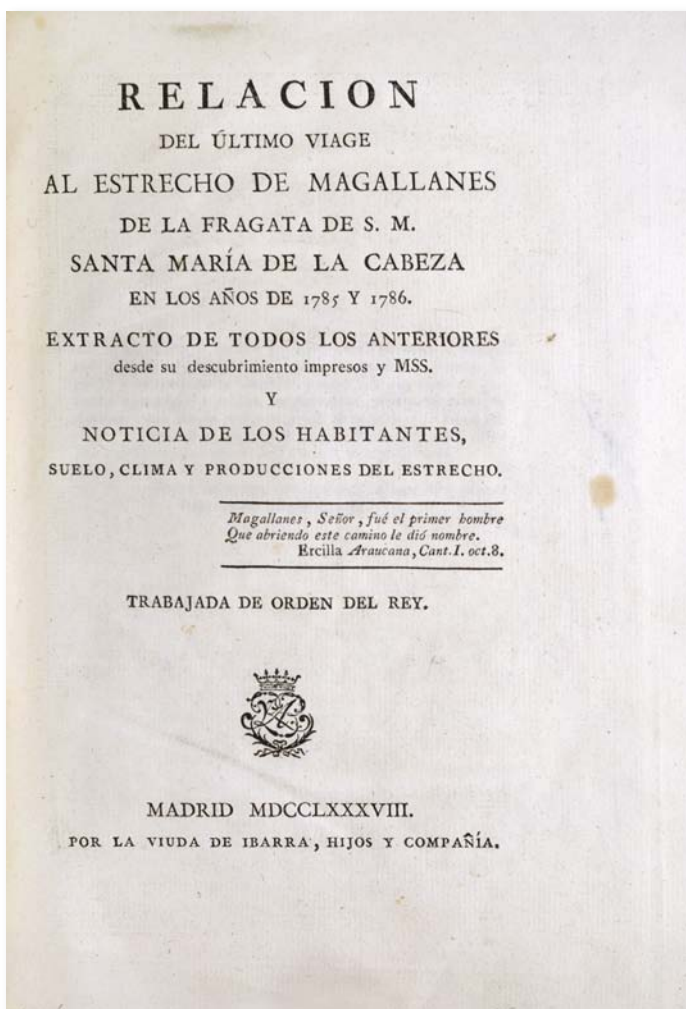 RELACION
DEL ÚLTIMO VIAGE
AL ESTRECHO DE MAGALLANES
DE LA FRAGATA DE S. M.
SANTA MARÍA DE LA CABEZA
EN LOS AÑOS DE 1785 Y 1786.
EXTRACTO DE TODOS LOS ANTERIORES
desde su descubrimiento impresos y MSS.
Y
NOTICIA DE LOS HABITANTES,
SUELO, CLIMA Y PRODUCCIONES DEL ESTRECHO.
Magallanes, Señor, fué el primer hombre
Que abriendo este camino le dió nombre.
Ercilla Araucana, Cant. I. oct. 8.
TRABAJADA DE ORDEN DEL REY.
MADRID MDCCLXXXVIII.
POR LA VIUDA DE IBARRA, HIJOS Y COMPAÑÍA.